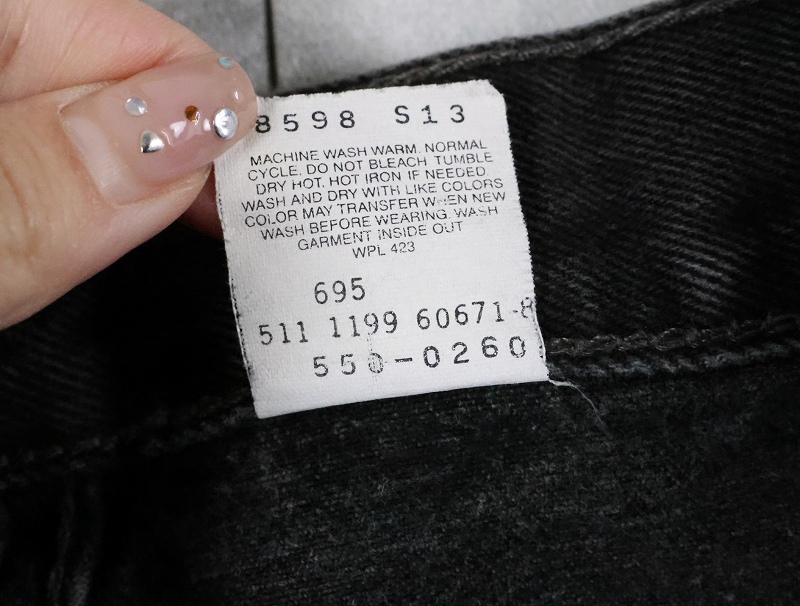 8598 S13
MACHINE WASH WARM. NORMAL
CYCLE. DO NOT BLEACH. TUMBLE
DRY HOT. HOT IRON IF NEEDED.
WASH AND DRY WITH LIKE COLORS
COLOR MAY TRANSFER WHEN NEW
WASH BEFORE WEARING. WASH
GARMENT INSIDE OUT
WPL 423
695
511 1199 60671-8
550-0260